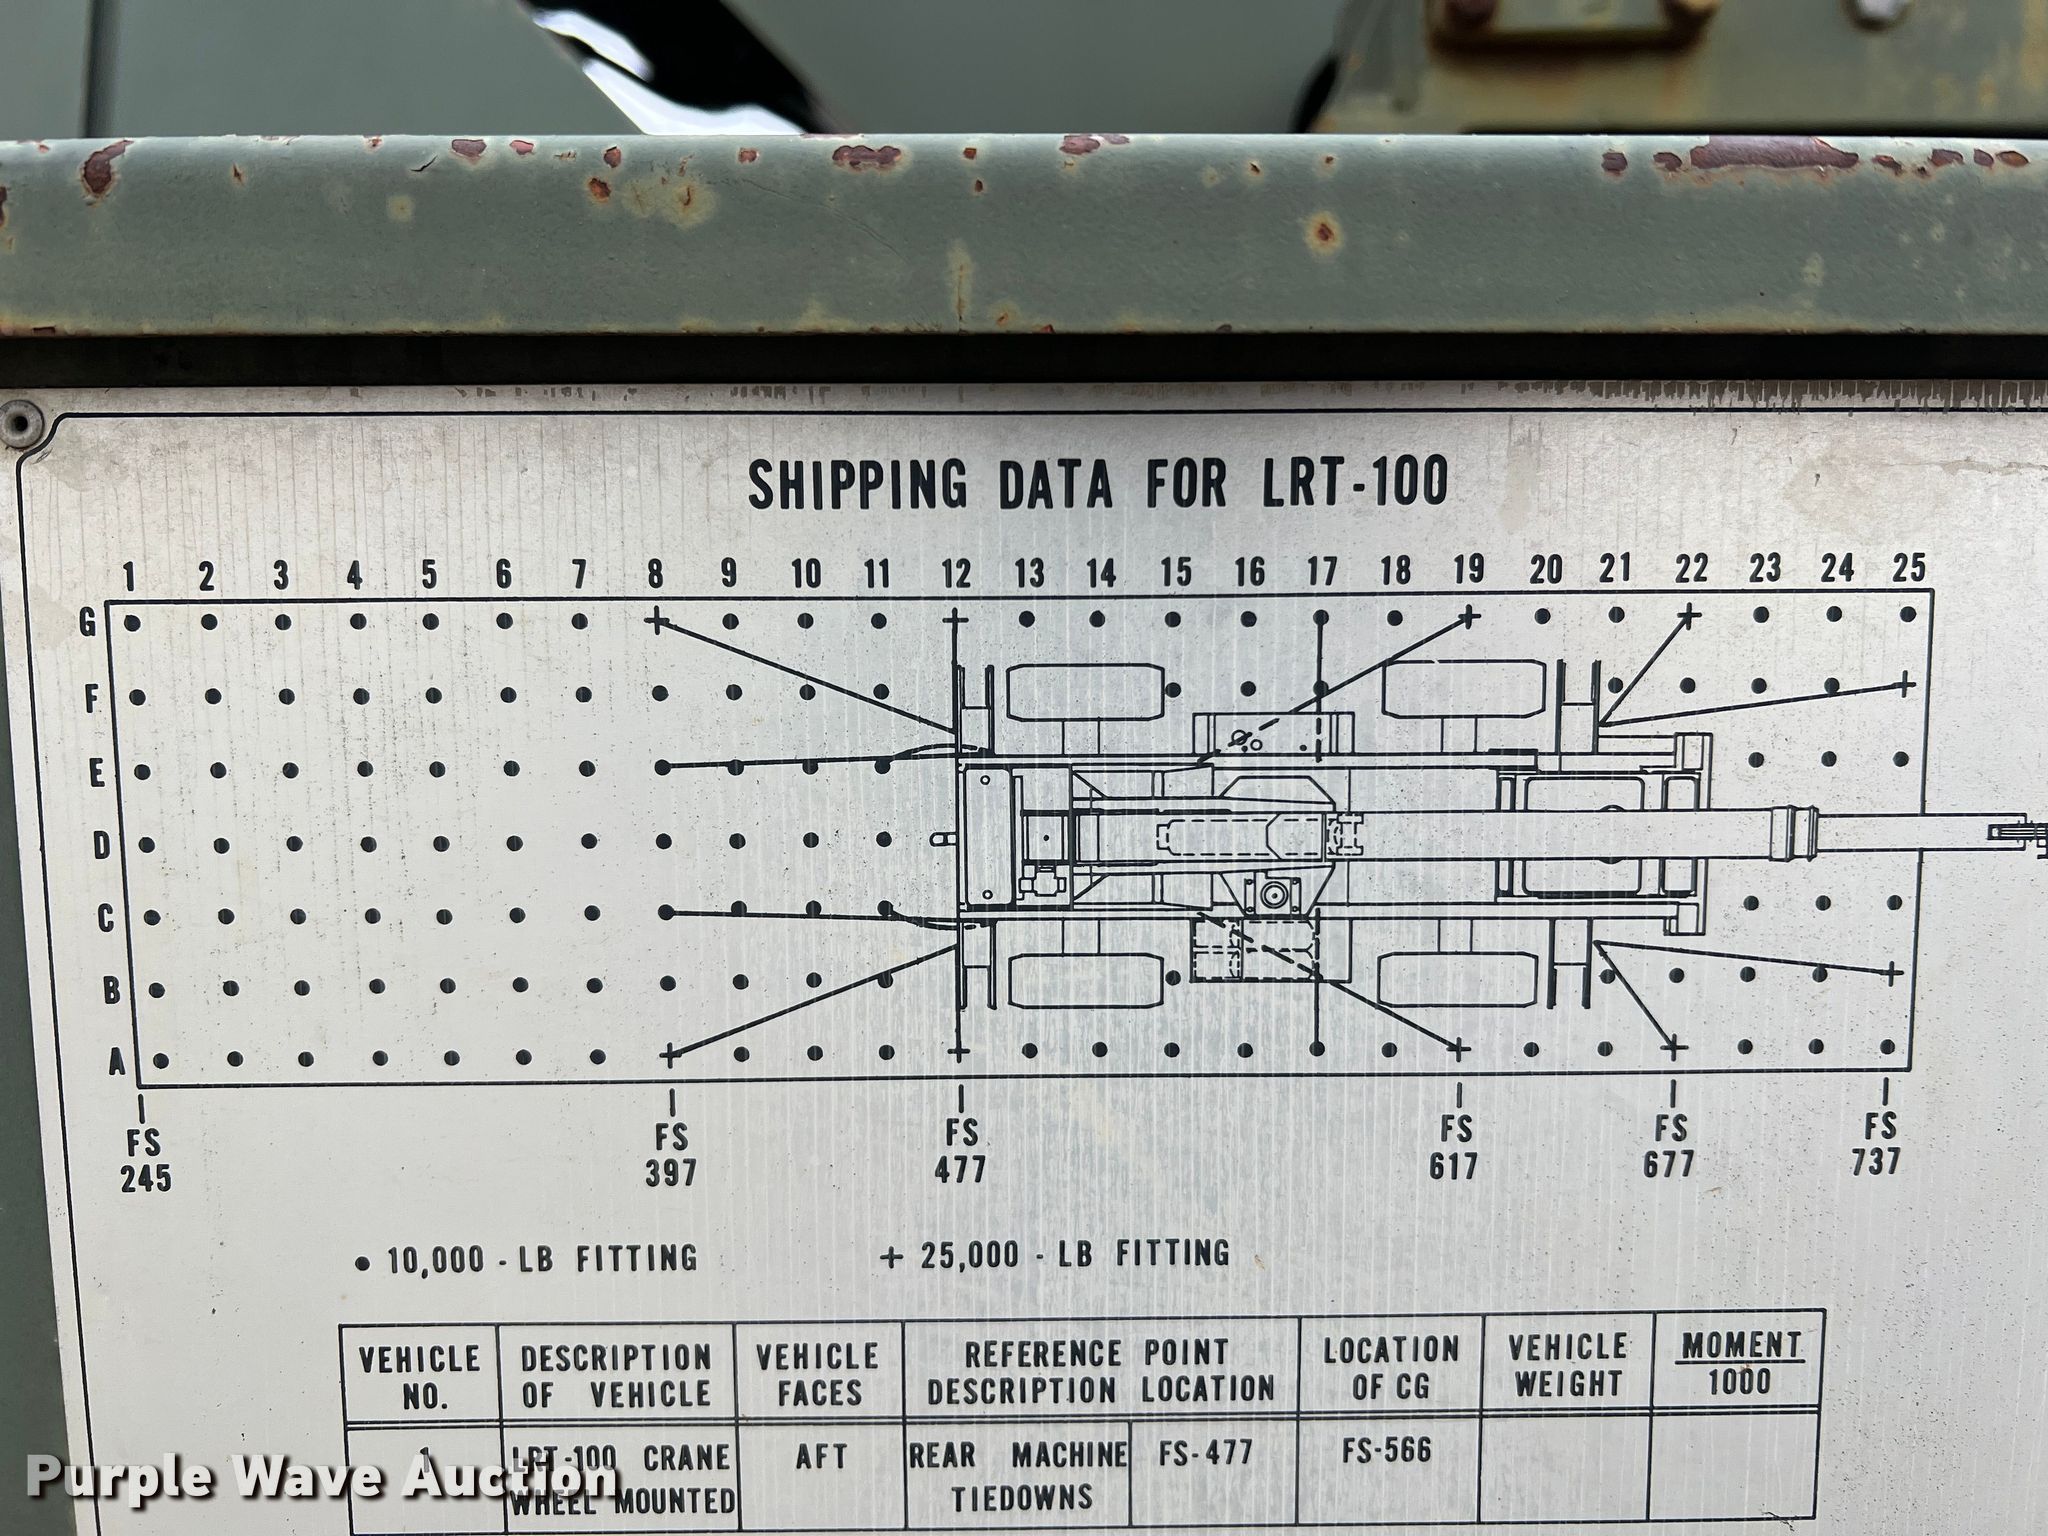 SHIPPING DATA FOR LRT-100
1 2 3 4 5 6 7 8 9 10 11 12 13 14 15 16 17 18 19 20 21 22 23 24 25
G
F
E
D
C
B
A
FS 245
FS 397
FS 477
FS 617
FS 677
FS 737
• 10,000 - LB FITTING + 25,000 - LB FITTING
VEHICLE NO.
DESCRIPTION OF VEHICLE
VEHICLE FACES
REFERENCE POINT
DESCRIPTION LOCATION
LOCATION OF CG
VEHICLE WEIGHT
MOMENT
1000
1
LRT-100 CRANE
WHEEL MOUNTED
AFT
REAR MACHINE
TIEDOWNS
FS-477
FS-566
Purple Wave Auction